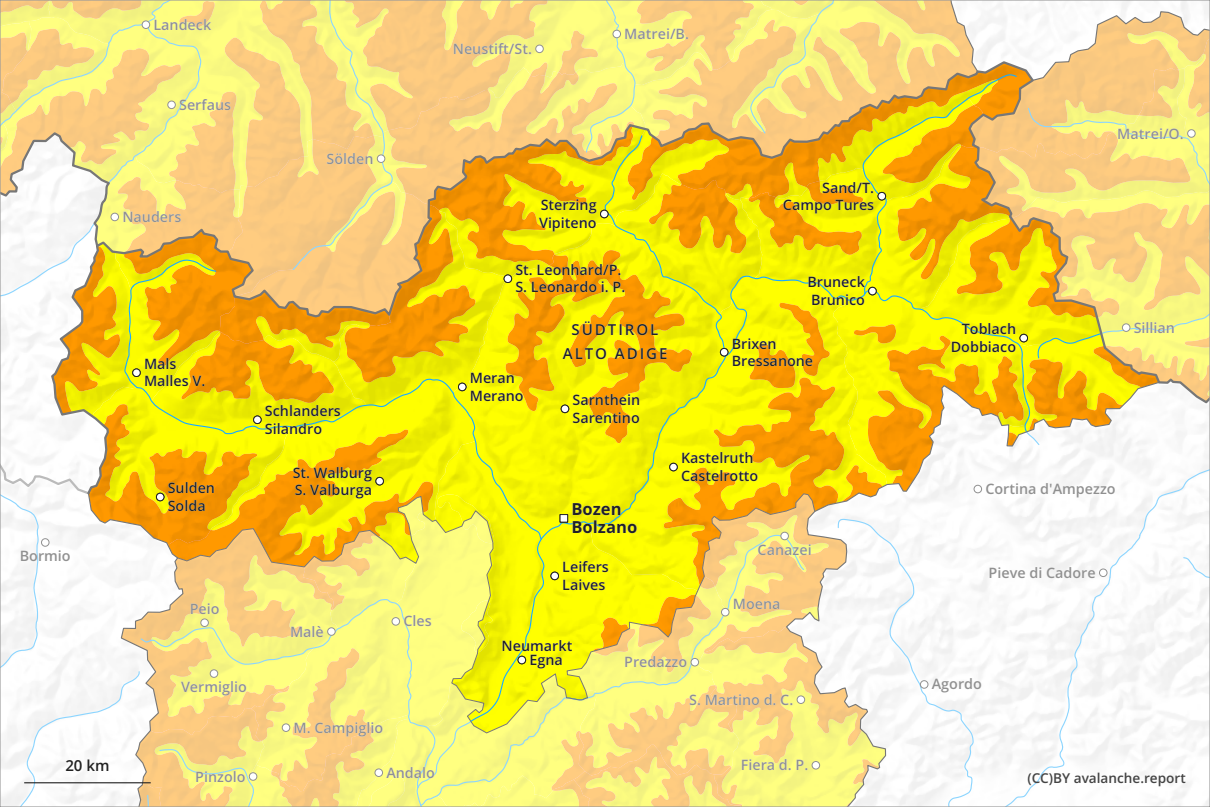 Landeck
Neustift/St.
Matrei/B.
Serfaus
Matrei/O.
Sölden
Sand/T.
Campo Tures
Nauders
Sterzing
Vipiteno
St. Leonhard/P.
S. Leonardo i. P.
Bruneck
Brunico
SÜDTIROL
ALTO ADIGE
Toblach
Dobbiaco
Sillian
Brixen
Bressanone
Mals
Malles V.
Meran
Merano
Schlanders
Silandro
Sarnthein
Sarentino
Kastelruth
Castelrotto
St. Walburg
S. Valburga
Sulden
Solda
Cortina d'Ampezzo
Bozen
Bolzano
Bormio
Canazei
Leifers
Laives
Pieve di Cadore
Peio
Moena
Malè
Cles
Neumarkt
Egna
Predazzo
Vermiglio
Agordo
S. Martino d. C.
M. Campiglio
20 km
Pinzolo
Andalo
Fiera d. P.
(CC)BY avalanche.report